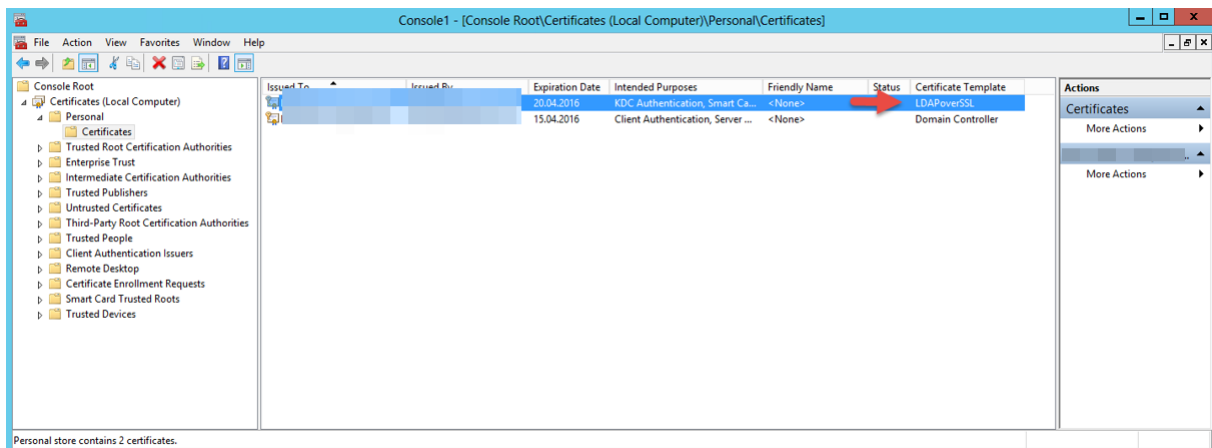 Console1 - [Console Root\Certificates (Local Computer)\Personal\Certificates]
File Action View Favorites Window Help
Console Root
Certificates (Local Computer)
Personal
Certificates
Trusted Root Certification Authorities
Enterprise Trust
Intermediate Certification Authorities
Trusted Publishers
Untrusted Certificates
Third-Party Root Certification Authorities
Trusted People
Client Authentication Issuers
Remote Desktop
Certificate Enrollment Requests
Smart Card Trusted Roots
Trusted Devices
Issued To Issued By Expiration Date Intended Purposes Friendly Name Status Certificate Template
20.04.2016 KDC Authentication, Smart Ca... <None> LDAPoverSSL
15.04.2016 Client Authentication, Server ... <None> Domain Controller
Actions
Certificates
More Actions
..
More Actions
Personal store contains 2 certificates.